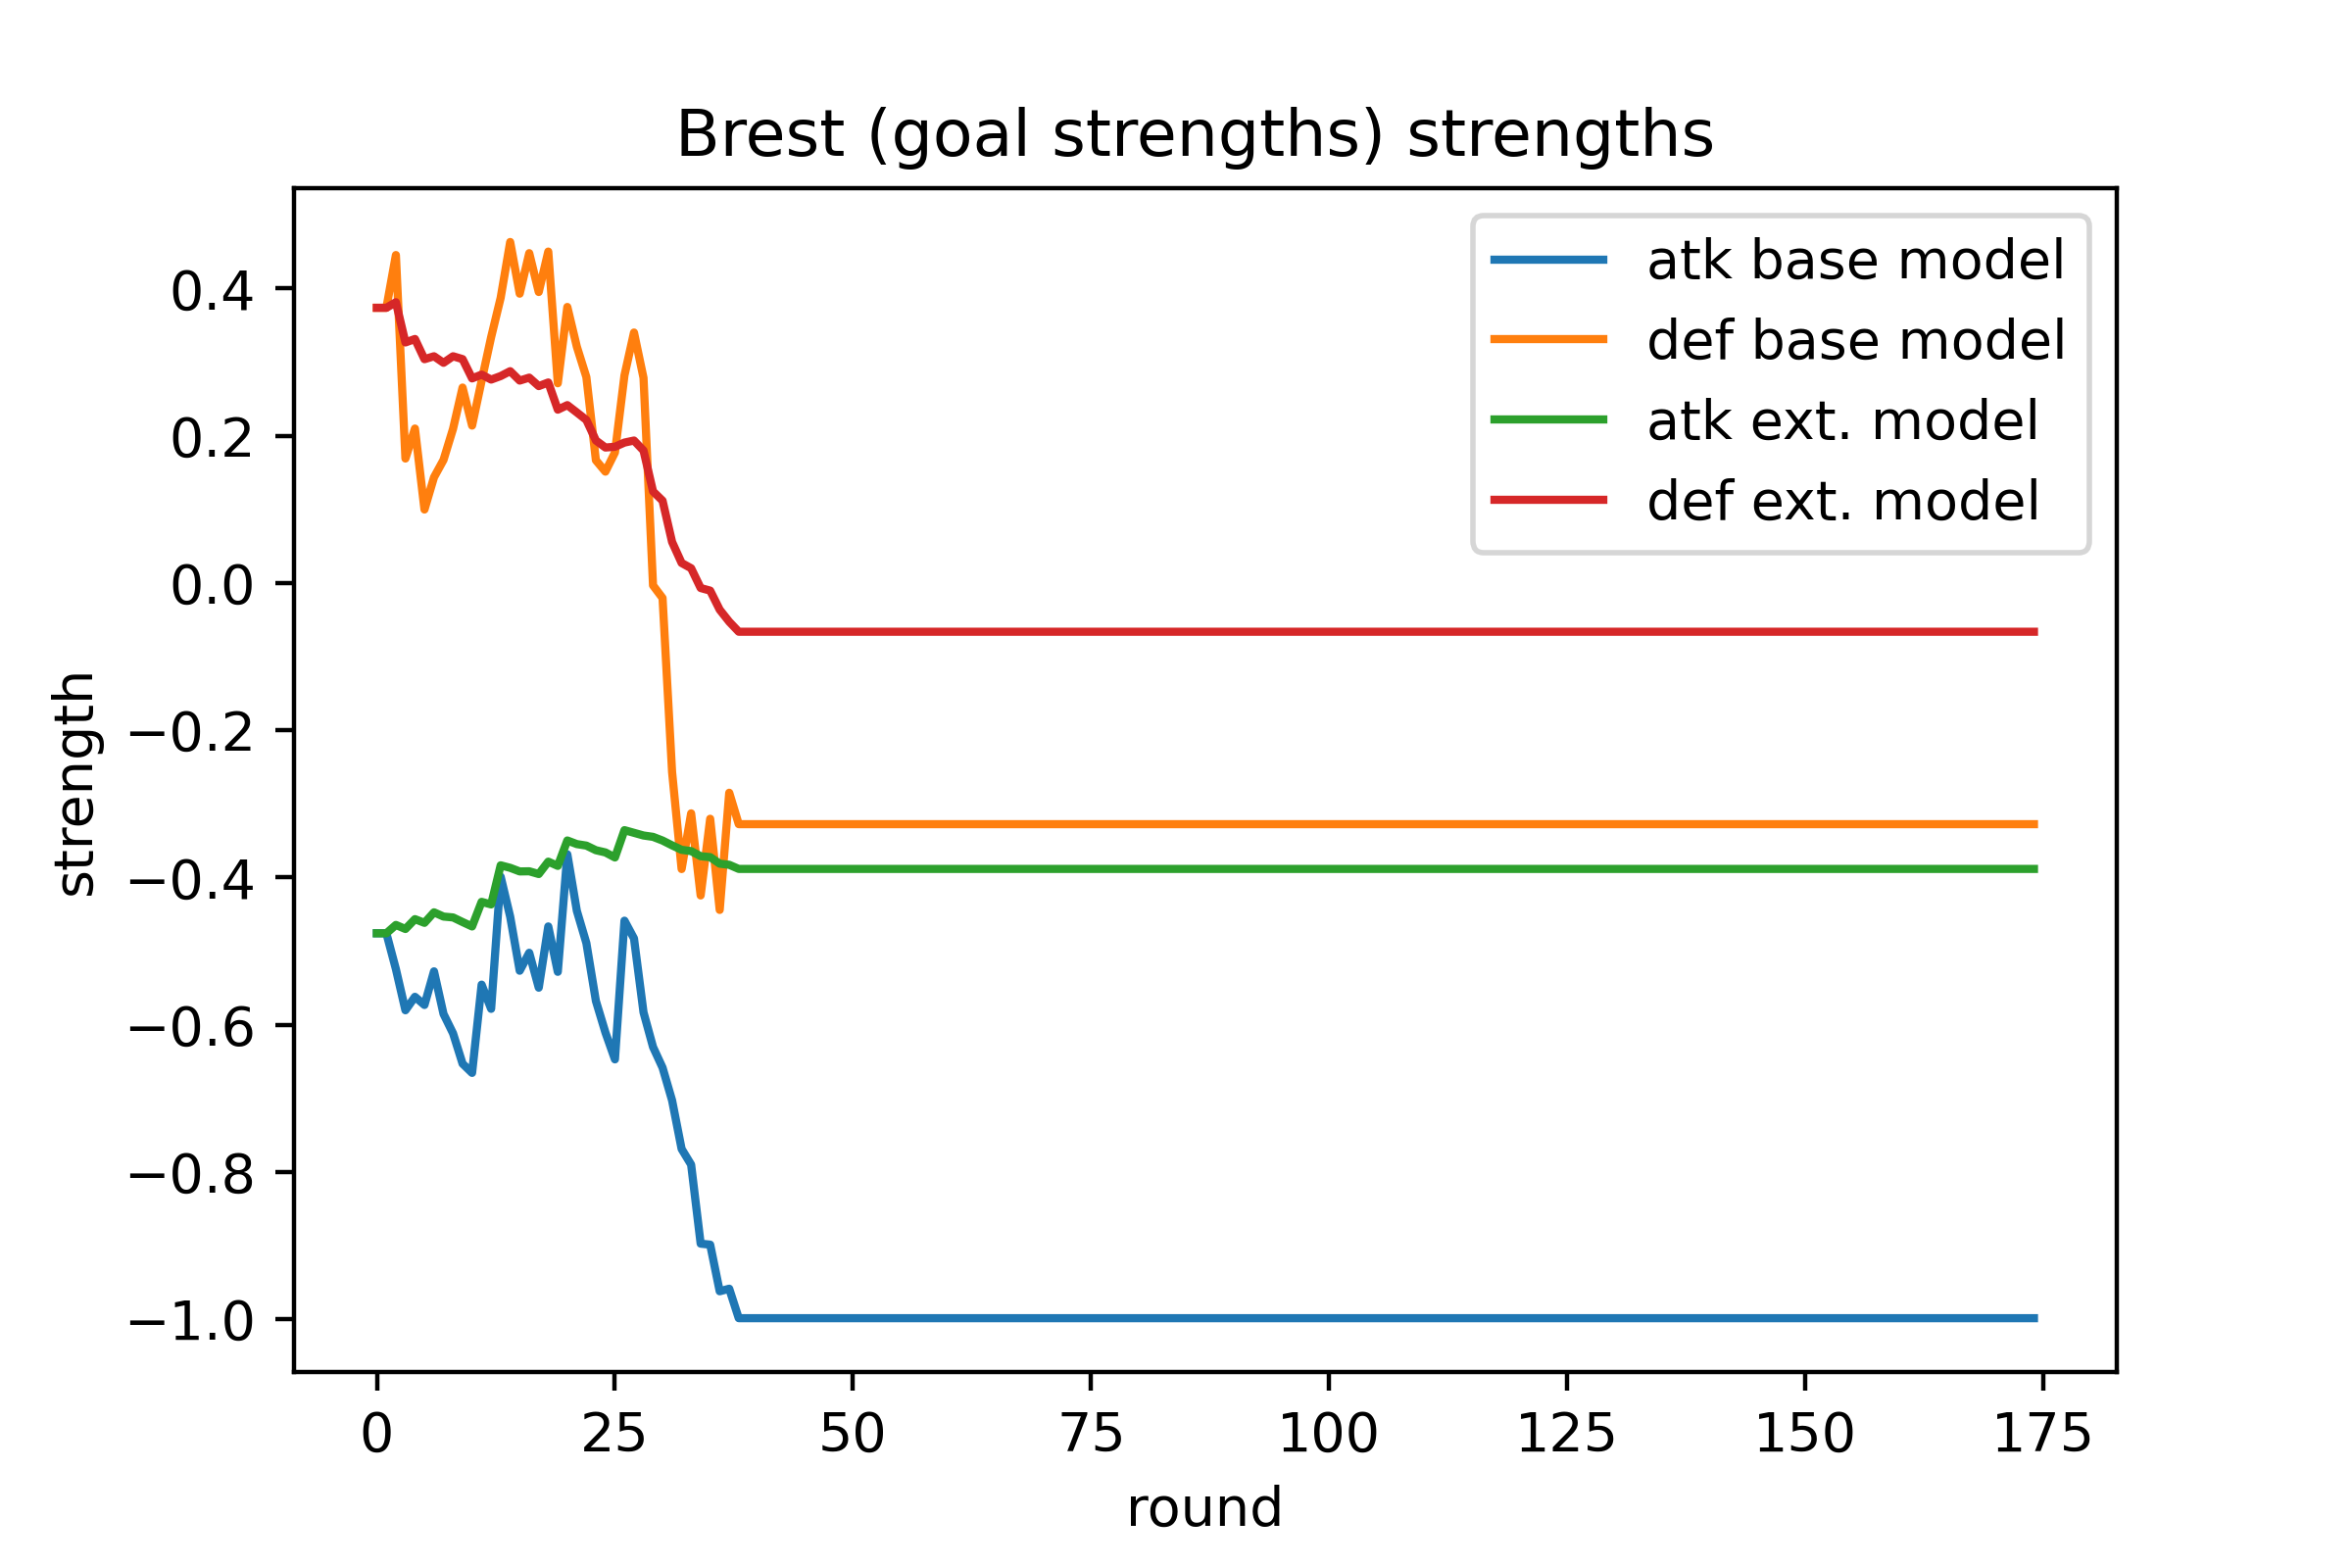 Brest (goal strengths) strengths
atk base model
def base model
atk ext. model
def ext. model
0.4
0.2
0.0
−0.2
−0.4
−0.6
−0.8
−1.0
strength
0 25 50 75 100 125 150 175
round